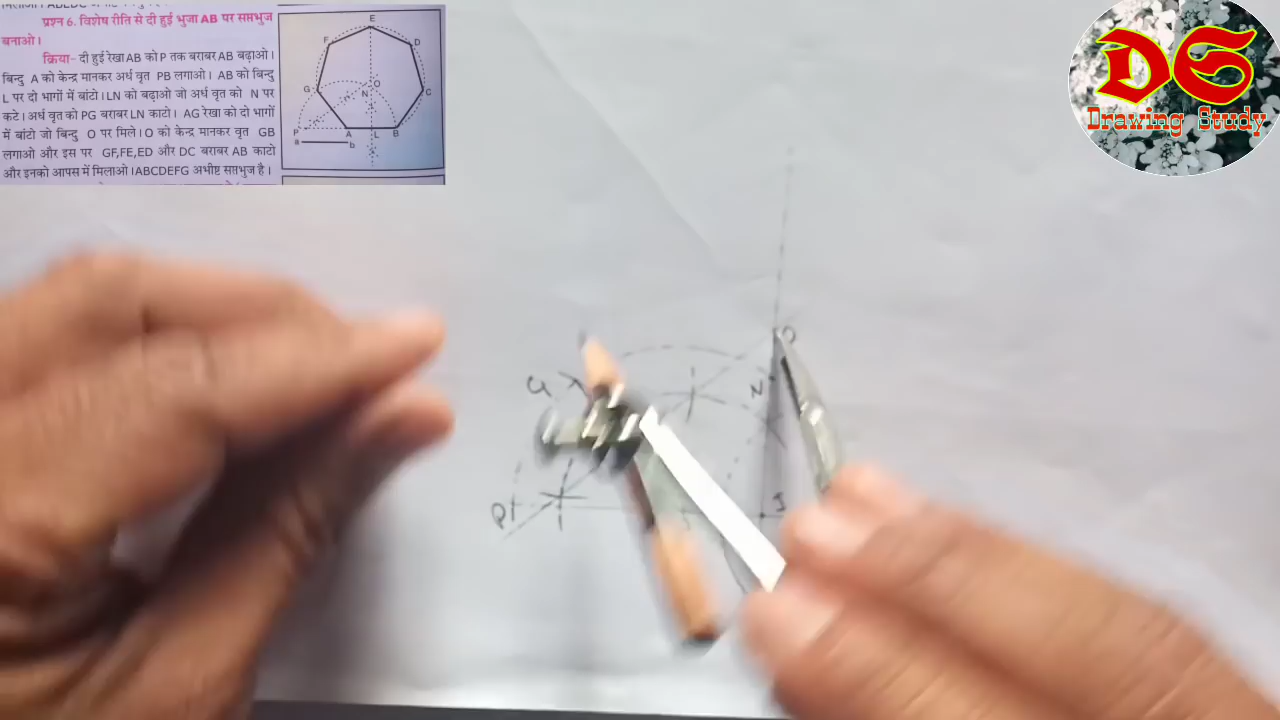 प्रश्न 6. विशेष रीति से दी हुई भुजा AB पर सप्तभुज
बनाओ।
क्रिया- दी हुई रेखा AB को P तक बराबर AB बढ़ाओ।
बिन्दु A को केन्द्र मानकर अर्ध वृत PB लगाओ। AB को बिन्दु
L पर दो भागों में बांटो। LN को बढ़ाओ जो अर्ध वृत को N पर
कटे। अर्ध वृत को PG बराबर LN काटो। AG रेखा को दो भागों
में बांटो जो बिन्दु O पर मिले। O को केन्द्र मानकर वृत GB
लगाओ और इस पर GF,FE,ED और DC बराबर AB काटो
और इनको आपस में मिलाओ। ABCDEFG अभीष्ट सप्तभुज है।
E
F
D
O
G
N
C
P
A
L
B
a
b
DS
Drawing Study
O
G
N
P
L